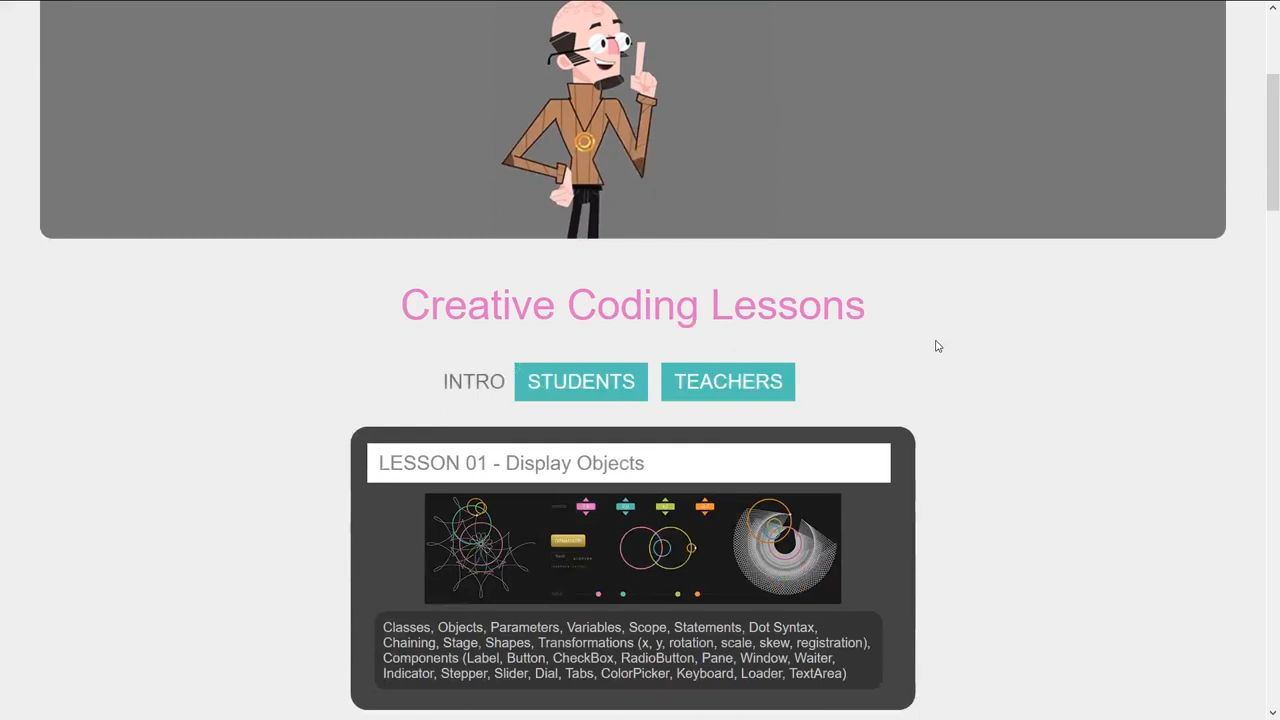 Creative Coding Lessons
INTRO STUDENTS TEACHERS
LESSON 01 - Display Objects
Classes, Objects, Parameters, Variables, Scope, Statements, Dot Syntax,
Chaining, Stage, Shapes, Transformations (x, y, rotation, scale, skew, registration),
Components (Label, Button, CheckBox, RadioButton, Pane, Window, Waiter,
Indicator, Stepper, Slider, Dial, Tabs, ColorPicker, Keyboard, Loader, TextArea)